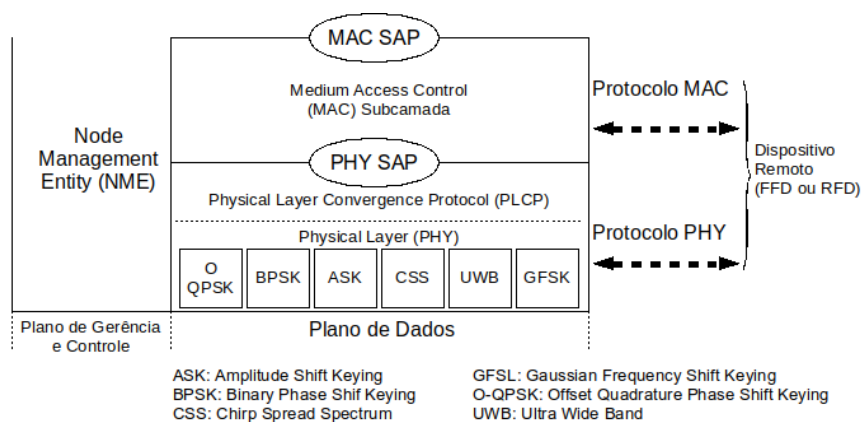 MAC SAP
Medium Access Control
(MAC) Subcamada
Protocolo MAC
Node
Management
Entity (NME)
PHY SAP
Dispositivo
Remoto
(FFD ou RFD)
Physical Layer Convergence Protocol (PLCP)
Physical Layer (PHY)
Protocolo PHY
O
QPSK
BPSK
ASK
CSS
UWB
GFSK
Plano de Gerência
e Controle
Plano de Dados
ASK: Amplitude Shift Keying
BPSK: Binary Phase Shif Keying
CSS: Chirp Spread Spectrum
GFSL: Gaussian Frequency Shift Keying
O-QPSK: Offset Quadrature Phase Shift Keying
UWB: Ultra Wide Band